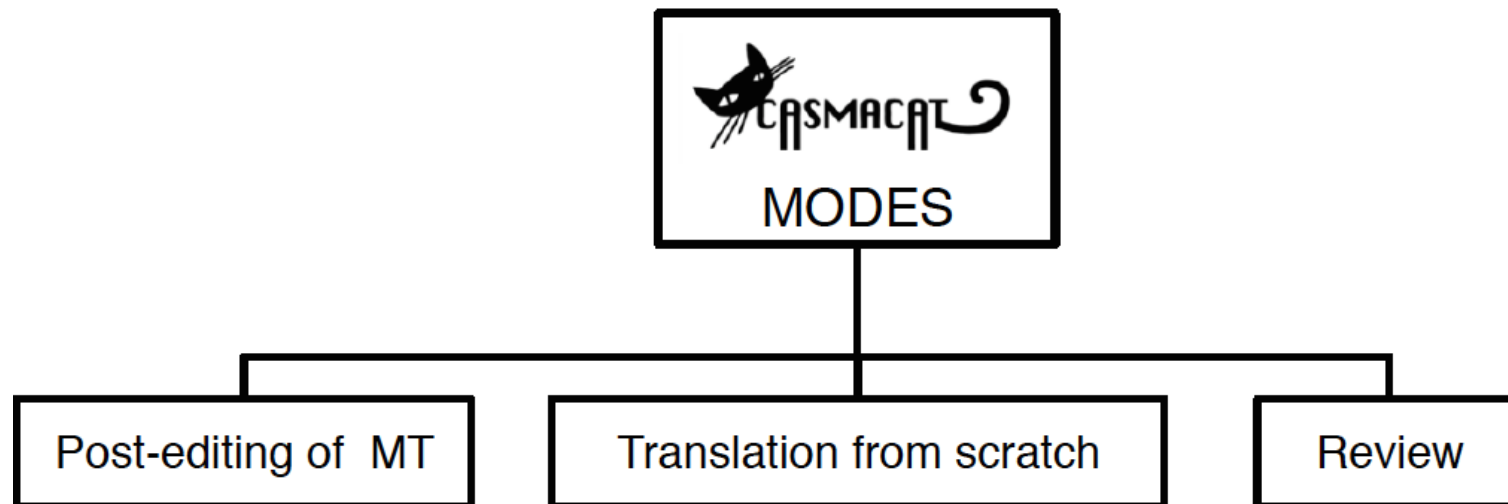 CASMACAT
MODES
Post-editing of MT
Translation from scratch
Review